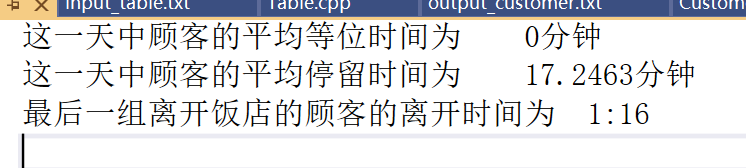 input_table.txt Table.cpp output_customer.txt Custom
这一天中顾客的平均等位时间为 0分钟
这一天中顾客的平均停留时间为 17.2463分钟
最后一组离开饭店的顾客的离开时间为 1:16